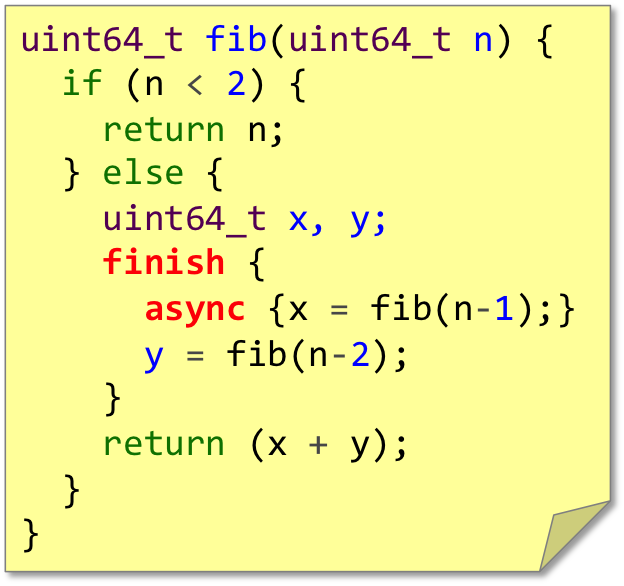 uint64_t fib(uint64_t n) {
  if (n < 2) {
    return n;
  } else {
    uint64_t x, y;
    finish {
      async {x = fib(n-1);}
      y = fib(n-2);
    }
    return (x + y);
  }
}